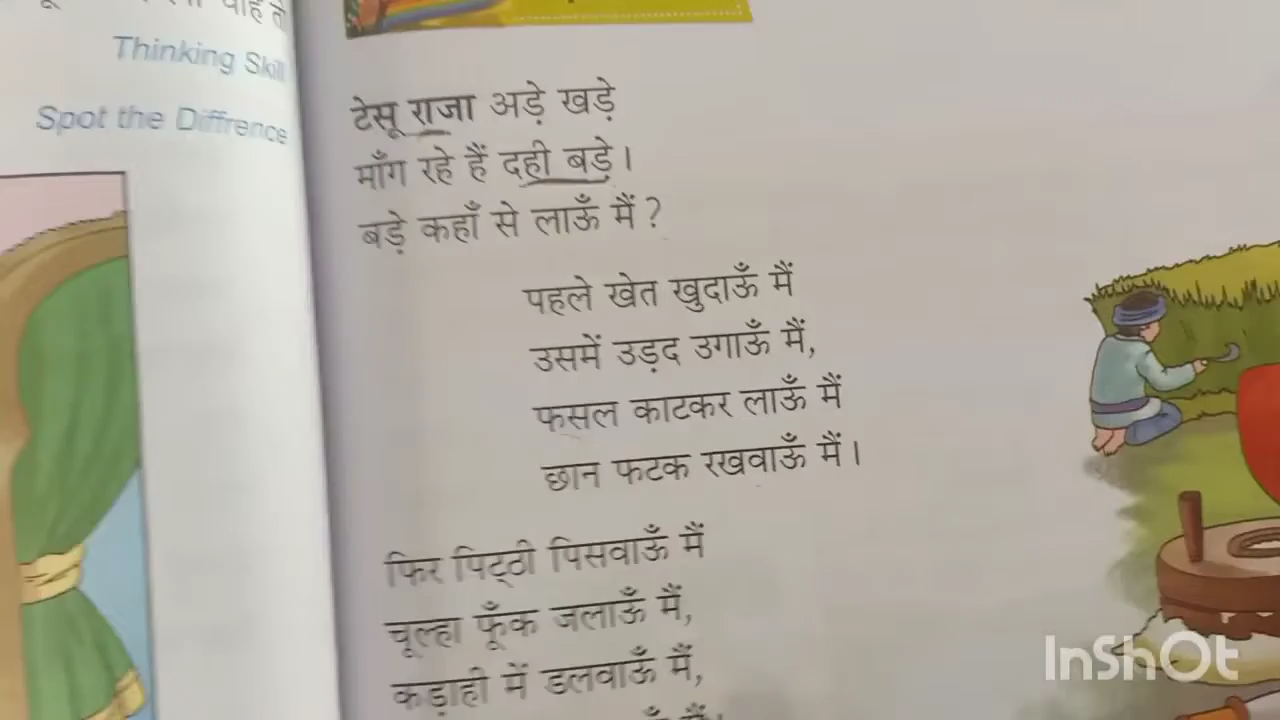 Thinking Skill
Spot the Diffrence
टेसू राजा अड़े खड़े
माँग रहे हैं दही बड़े।
बड़े कहाँ से लाऊँ मैं?
पहले खेत खुदाऊँ मैं
उसमें उड़द उगाऊँ मैं,
फसल काटकर लाऊँ मैं
छान फटक रखवाऊँ मैं।
फिर पिट्ठी पिसवाऊँ मैं
चूल्हा फूँक जलाऊँ मैं,
कड़ाही में डलवाऊँ मैं,
InShOt